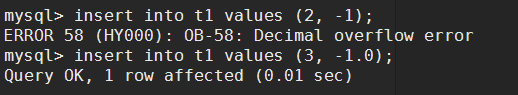 mysql> insert into t1 values (2, -1);
ERROR 58 (HY000): OB-58: Decimal overflow error
mysql> insert into t1 values (3, -1.0);
Query OK, 1 row affected (0.01 sec)